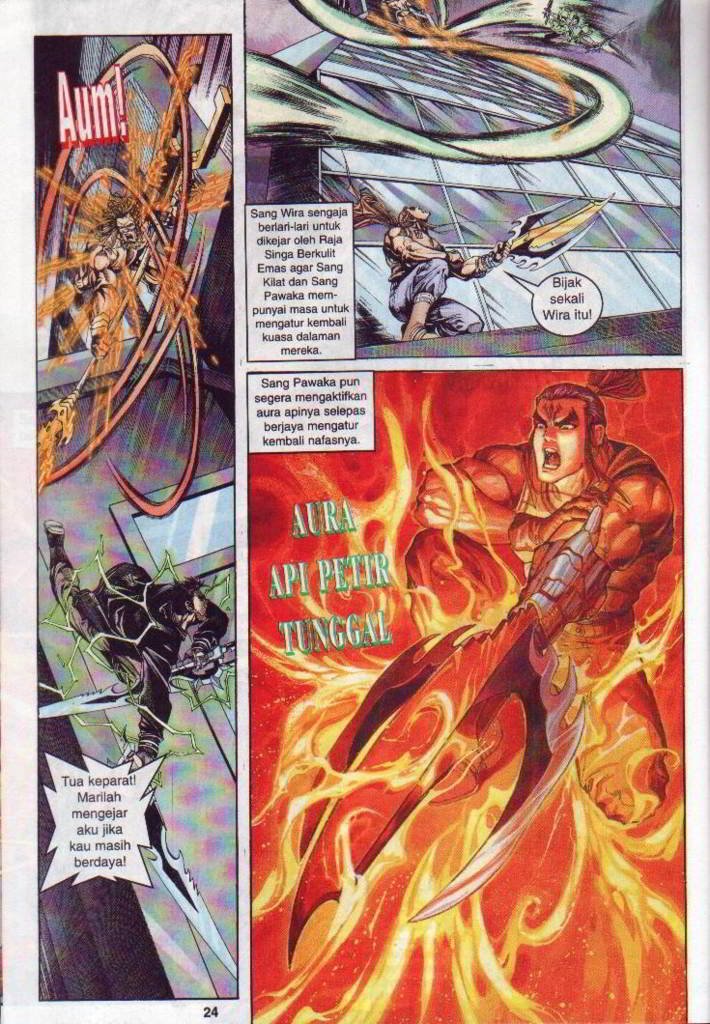 Aum!
Tua keparat!
Marilah
mengejar
aku jika
kau masih
berdaya!
Sang Wira sengaja
berlari-lari untuk
dikejar oleh Raja
Singa Berkulit
Emas agar Sang
Kilat dan Sang
Pawaka mem-
punyai masa untuk
mengatur kembali
kuasa dalaman
mereka.
Bijak
sekali
Wira itu!
Sang Pawaka pun
segera mengaktifkan
aura apinya selepas
berjaya mengatur
kembali nafasnya.
AURA
API PETIR
TUNGGAL
24